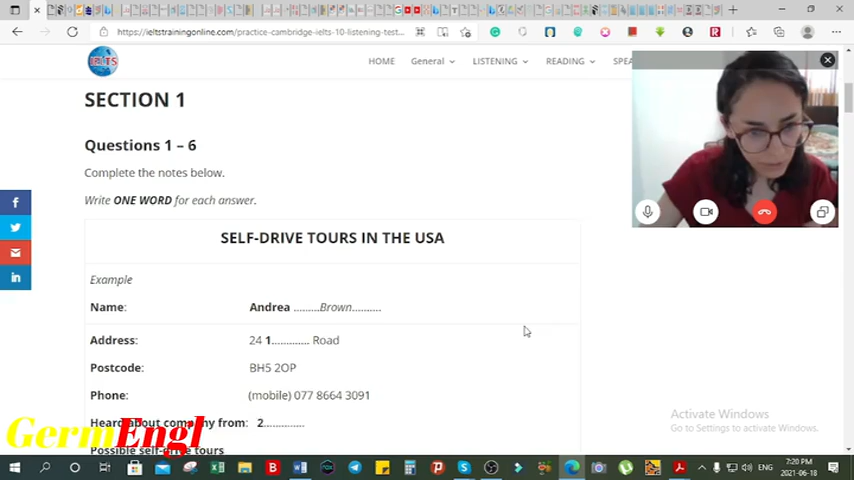 https://ieltstrainingonline.com/practice-cambridge-ielts-10-listening-test...
IELTS
HOME General LISTENING READING SPEA
SECTION 1
Questions 1 – 6
Complete the notes below.
Write ONE WORD for each answer.
SELF-DRIVE TOURS IN THE USA
Example
Name: Andrea .........Brown..........
Address: 24 1............. Road
Postcode: BH5 2OP
Phone: (mobile) 077 8664 3091
Heard about company from: 2.............
Possible self-drive tours
GermEngl
Activate Windows
Go to Settings to activate Windows.
ENG
7:20 PM
2021-06-18